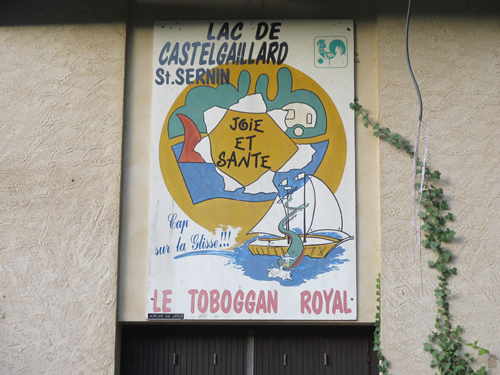 LAC DE
CASTELGAILLARD
St. SERNIN
JOIE
ET
SANTE
Cap
sur la Glisse!!!
LE TOBOGGAN ROYAL